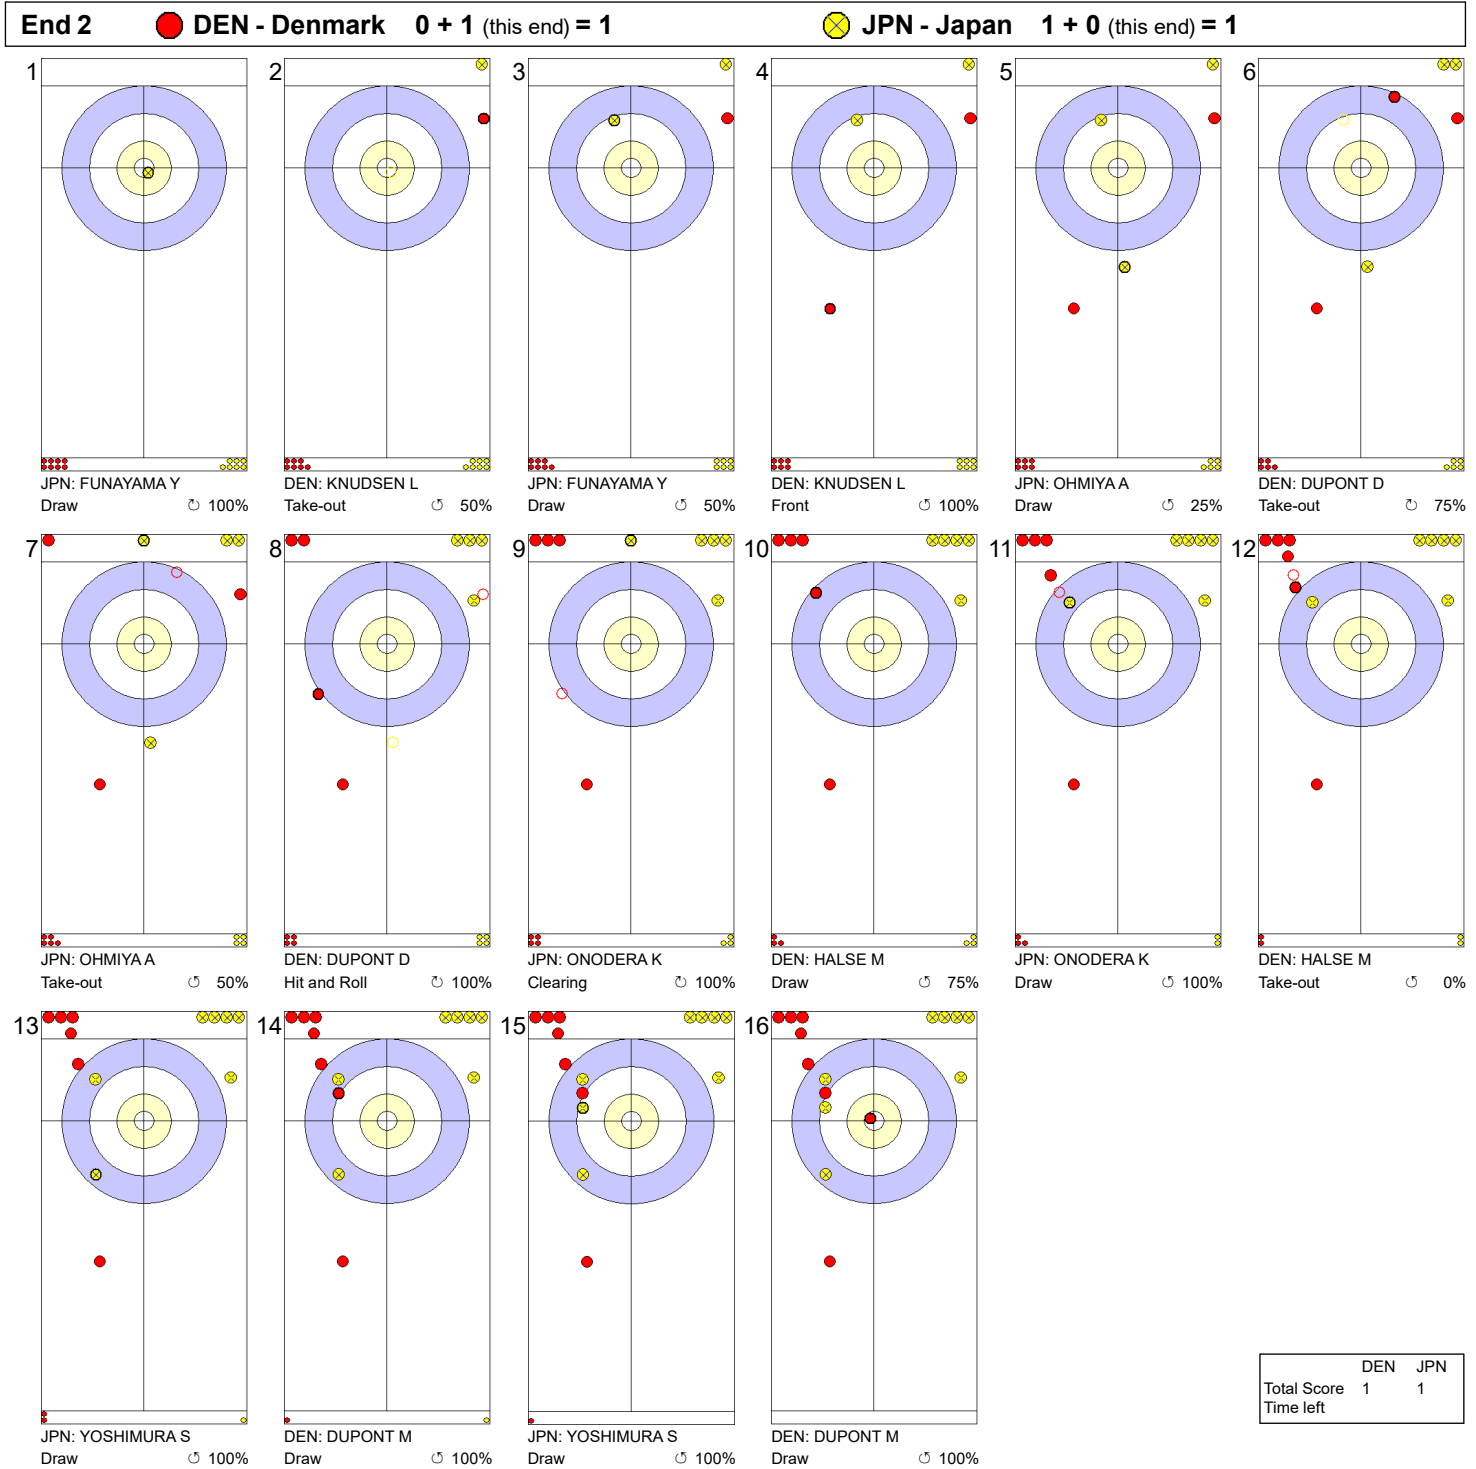 End 2 DEN - Denmark 0 + 1 (this end) = 1 JPN - Japan 1 + 0 (this end) = 1
1 2 3 4 5 6
JPN: FUNAYAMA Y DEN: KNUDSEN L JPN: FUNAYAMA Y DEN: KNUDSEN L JPN: OHMIYA A DEN: DUPONT D
Draw ↻ 100% Take-out ↺ 50% Draw ↺ 50% Front ↺ 100% Draw ↺ 25% Take-out ↻ 75%
7 8 9 10 11 12
JPN: OHMIYA A DEN: DUPONT D JPN: ONODERA K DEN: HALSE M JPN: ONODERA K DEN: HALSE M
Take-out ↺ 50% Hit and Roll ↻ 100% Clearing ↻ 100% Draw ↺ 75% Draw ↺ 100% Take-out ↺ 0%
13 14 15 16
DEN JPN
Total Score 1 1
Time left
JPN: YOSHIMURA S DEN: DUPONT M JPN: YOSHIMURA S DEN: DUPONT M
Draw ↺ 100% Draw ↺ 100% Draw ↺ 100% Draw ↺ 100%